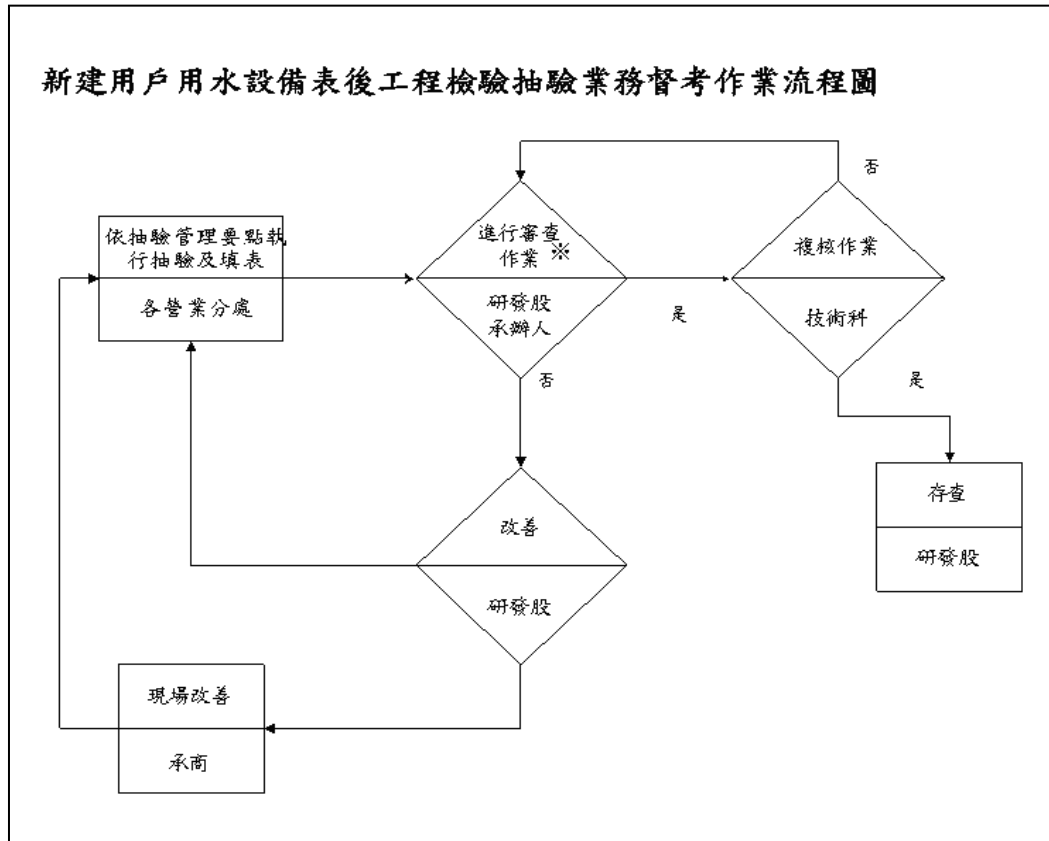 新建用戶用水設備表後工程檢驗抽驗業務督考作業流程圖
否
依抽驗管理要點執
行抽驗及填表
各營業分處
進行審查
作業※
研發股
承辦人
是
複核作業
技術科
否
是
存查
研發股
改善
研發股
現場改善
承商